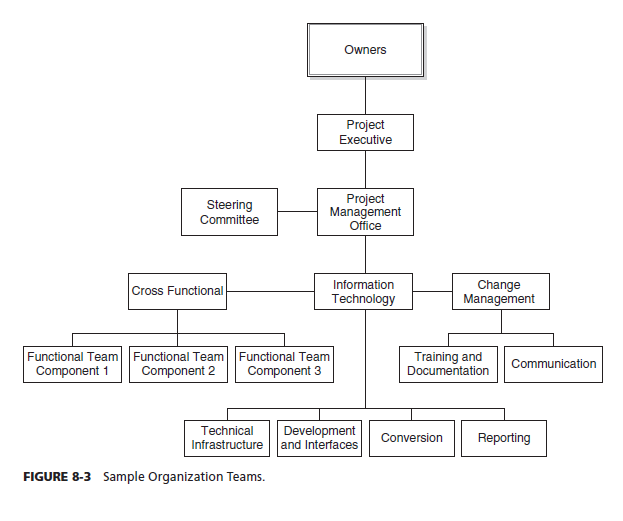 Owners
Project
Executive
Steering
Committee
Project
Management
Office
Cross Functional
Information
Technology
Change
Management
Functional Team
Component 1
Functional Team
Component 2
Functional Team
Component 3
Training and
Documentation
Communication
Technical
Infrastructure
Development
and Interfaces
Conversion
Reporting
FIGURE 8-3 Sample Organization Teams.